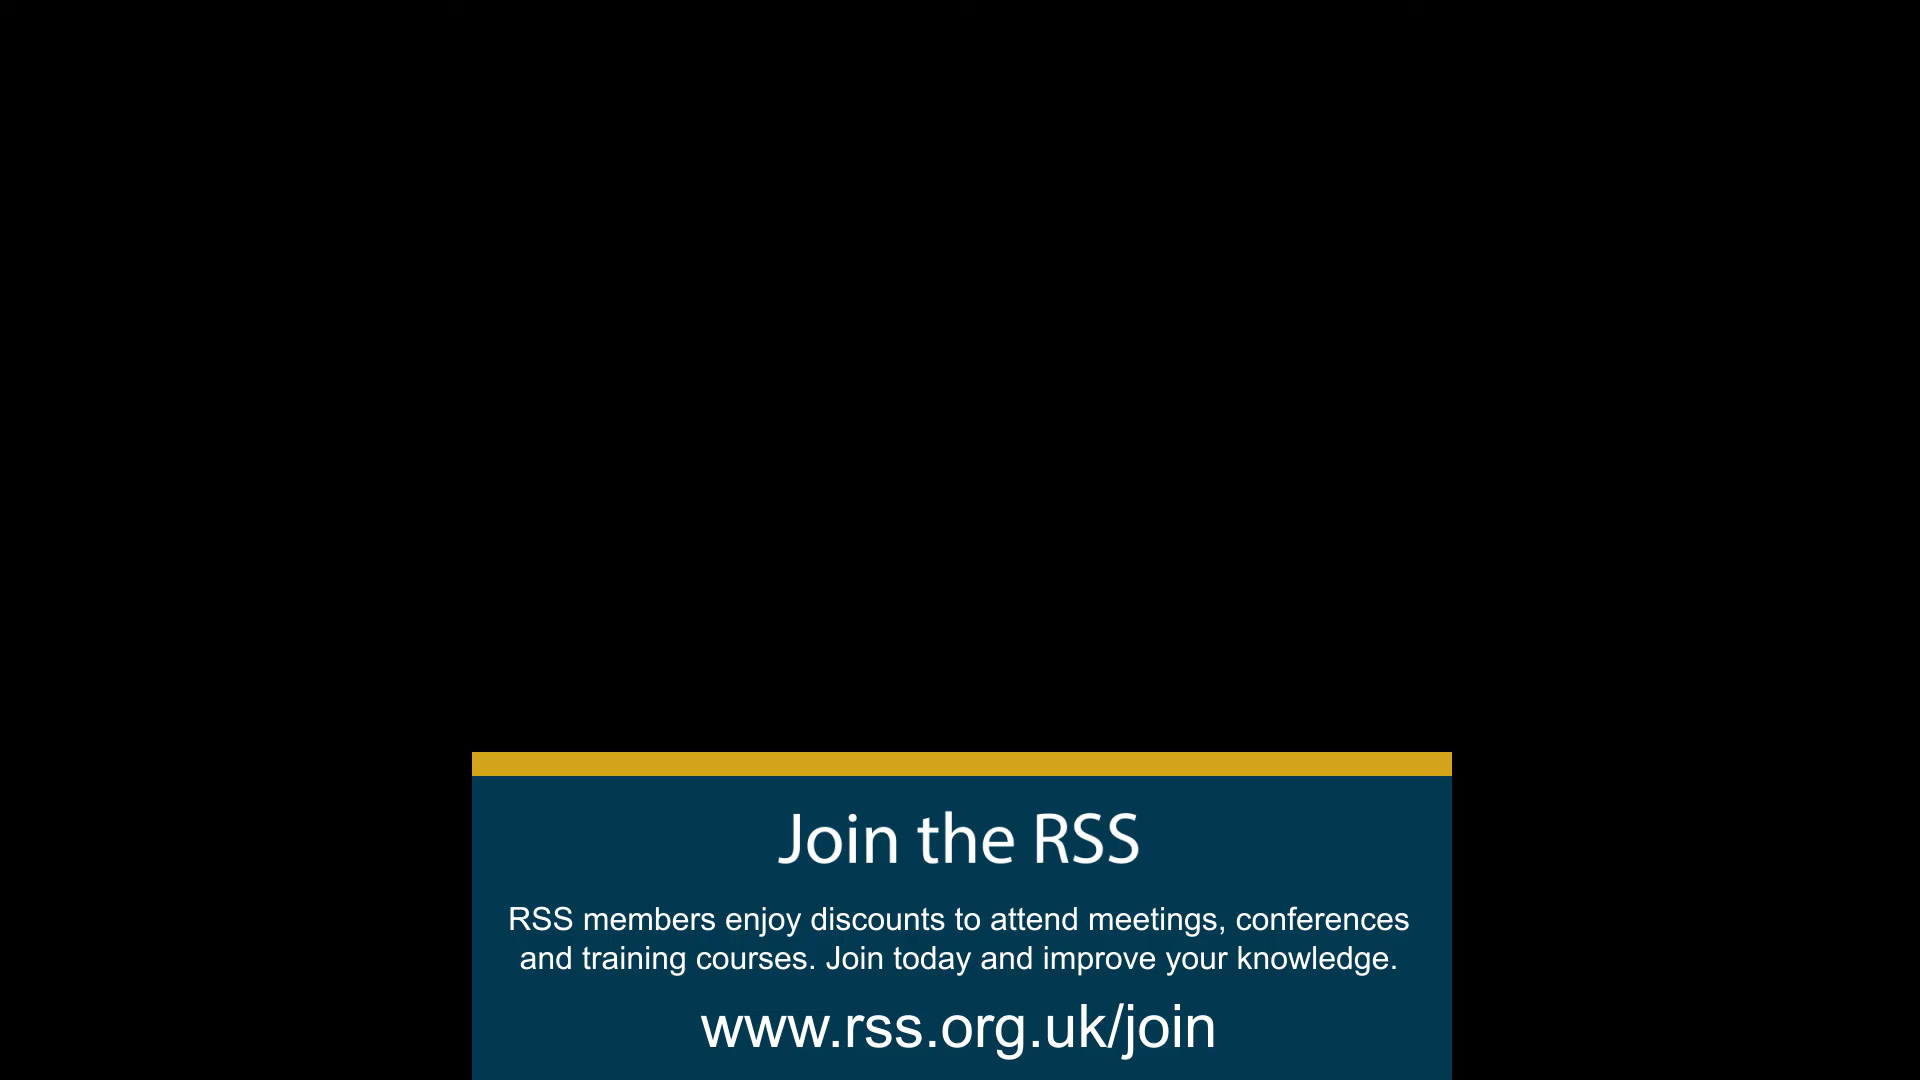 Join the RSS
RSS members enjoy discounts to attend meetings, conferences
and training courses. Join today and improve your knowledge.
www.rss.org.uk/join